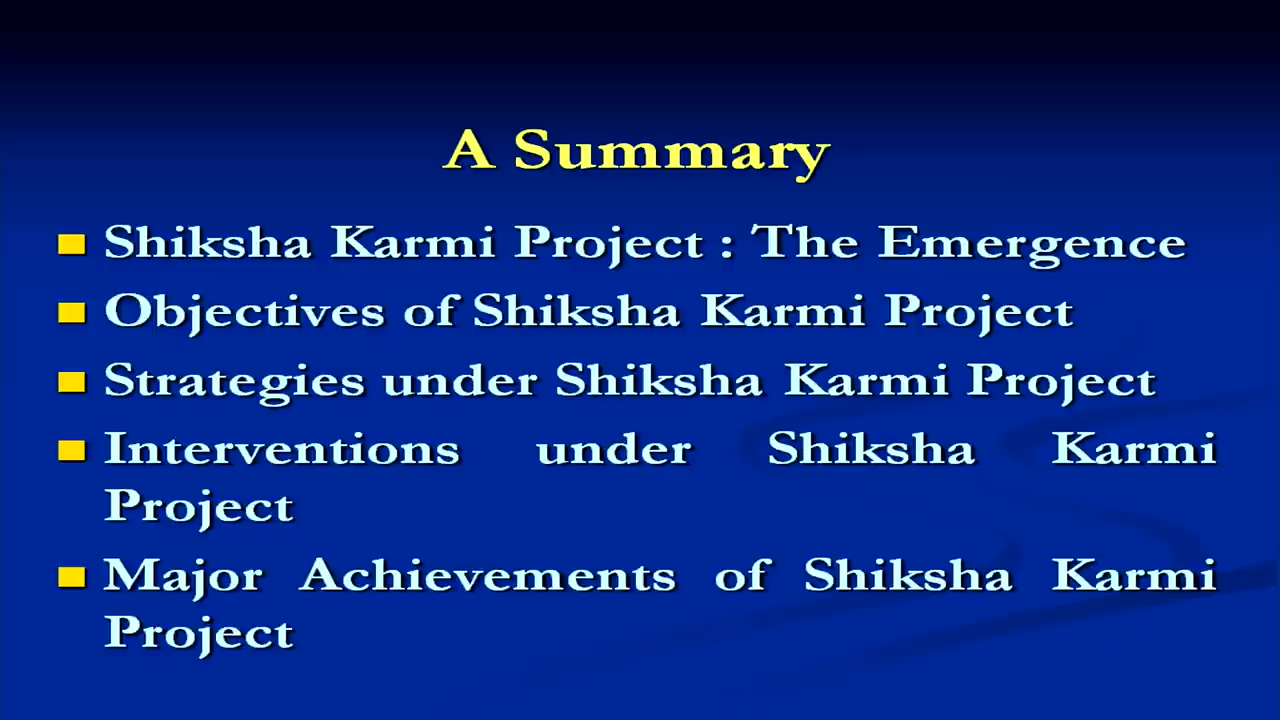 A Summary
Shiksha Karmi Project : The Emergence
Objectives of Shiksha Karmi Project
Strategies under Shiksha Karmi Project
Interventions under Shiksha Karmi
Project
Major Achievements of Shiksha Karmi
Project